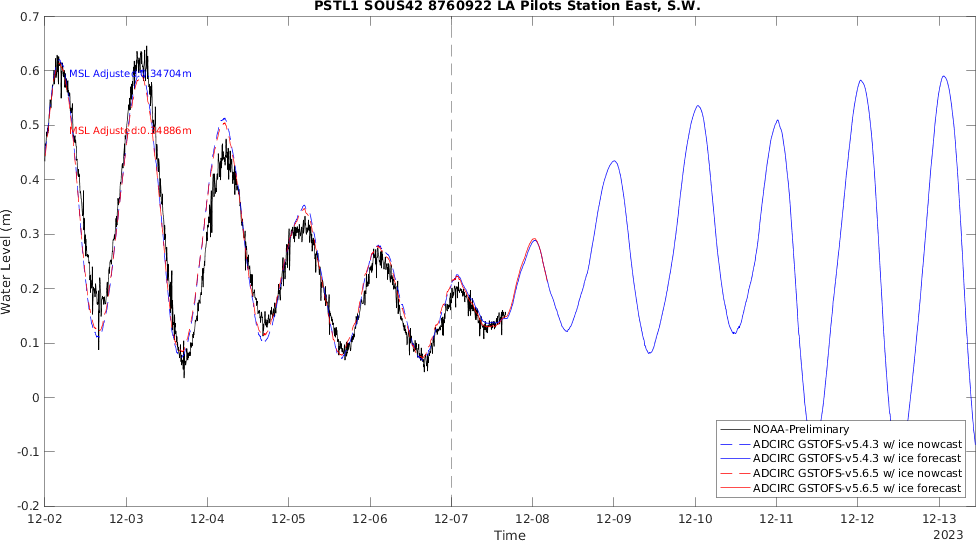 PSTL1 SOUS42 8760922 LA Pilots Station East, S.W.
0.7
0.6
0.5
0.4
0.3
0.2
0.1
0
-0.1
-0.2
Water Level (m)
MSL Adjusted:0.34704m
MSL Adjusted:0.34886m
NOAA-Preliminary
ADCIRC GSTOFS-v5.4.3 w/ ice nowcast
ADCIRC GSTOFS-v5.4.3 w/ ice forecast
ADCIRC GSTOFS-v5.6.5 w/ ice nowcast
ADCIRC GSTOFS-v5.6.5 w/ ice forecast
12-02 12-03 12-04 12-05 12-06 12-07 12-08 12-09 12-10 12-11 12-12 12-13
2023
Time